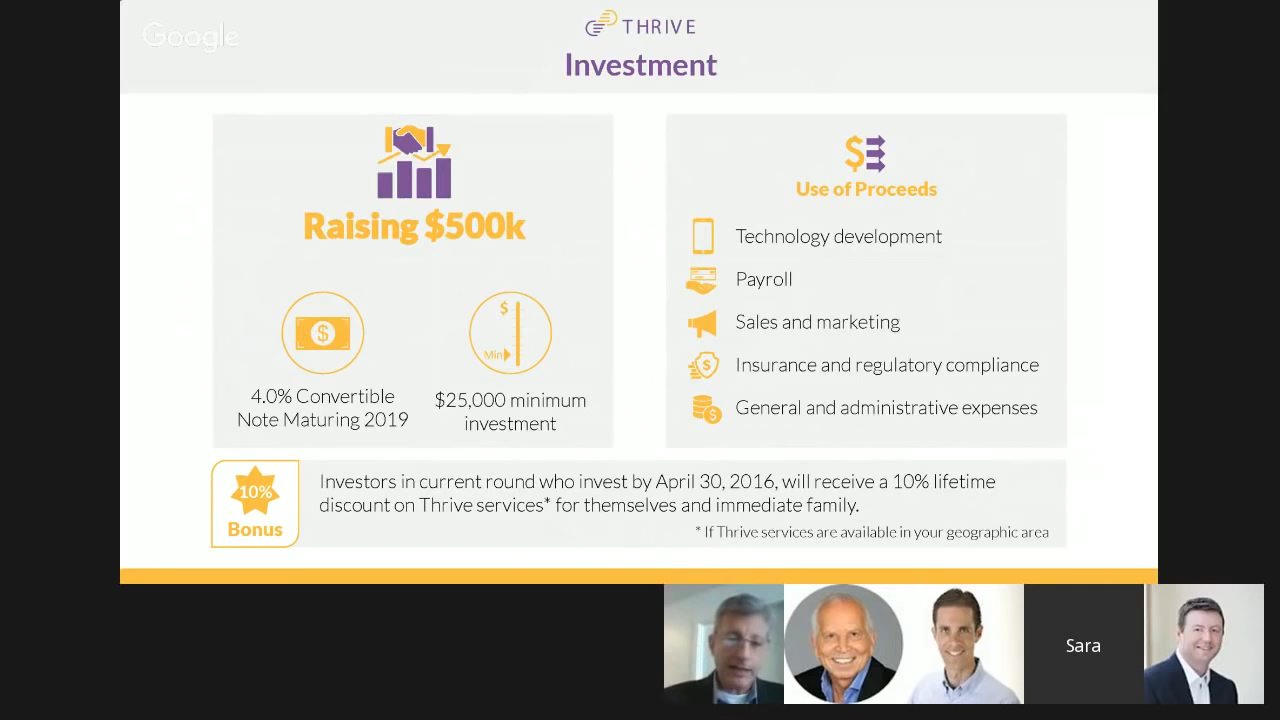 Google
THRIVE
Investment
Raising $500k
$
Min
4.0% Convertible
Note Maturing 2019
$25,000 minimum
investment
Use of Proceeds
Technology development
Payroll
Sales and marketing
Insurance and regulatory compliance
General and administrative expenses
10%
Bonus
Investors in current round who invest by April 30, 2016, will receive a 10% lifetime
discount on Thrive services* for themselves and immediate family.
* If Thrive services are available in your geographic area
Sara